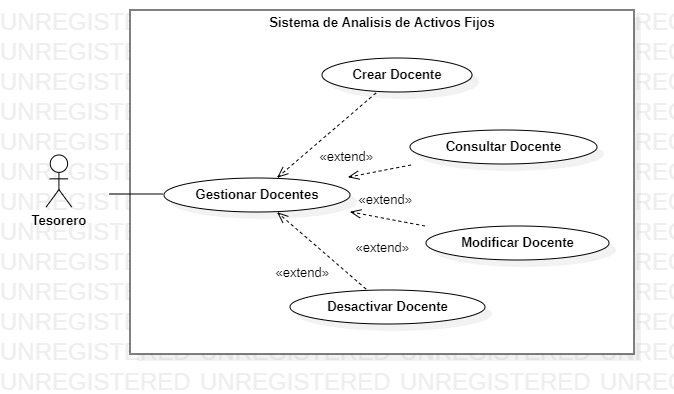 Sistema de Analisis de Activos Fijos
Crear Docente
«extend»
Consultar Docente
Gestionar Docentes
«extend»
Tesorero
Modificar Docente
«extend»
«extend»
Desactivar Docente
UNREGISTERED UNREGISTERED UNREGISTERED UNREG